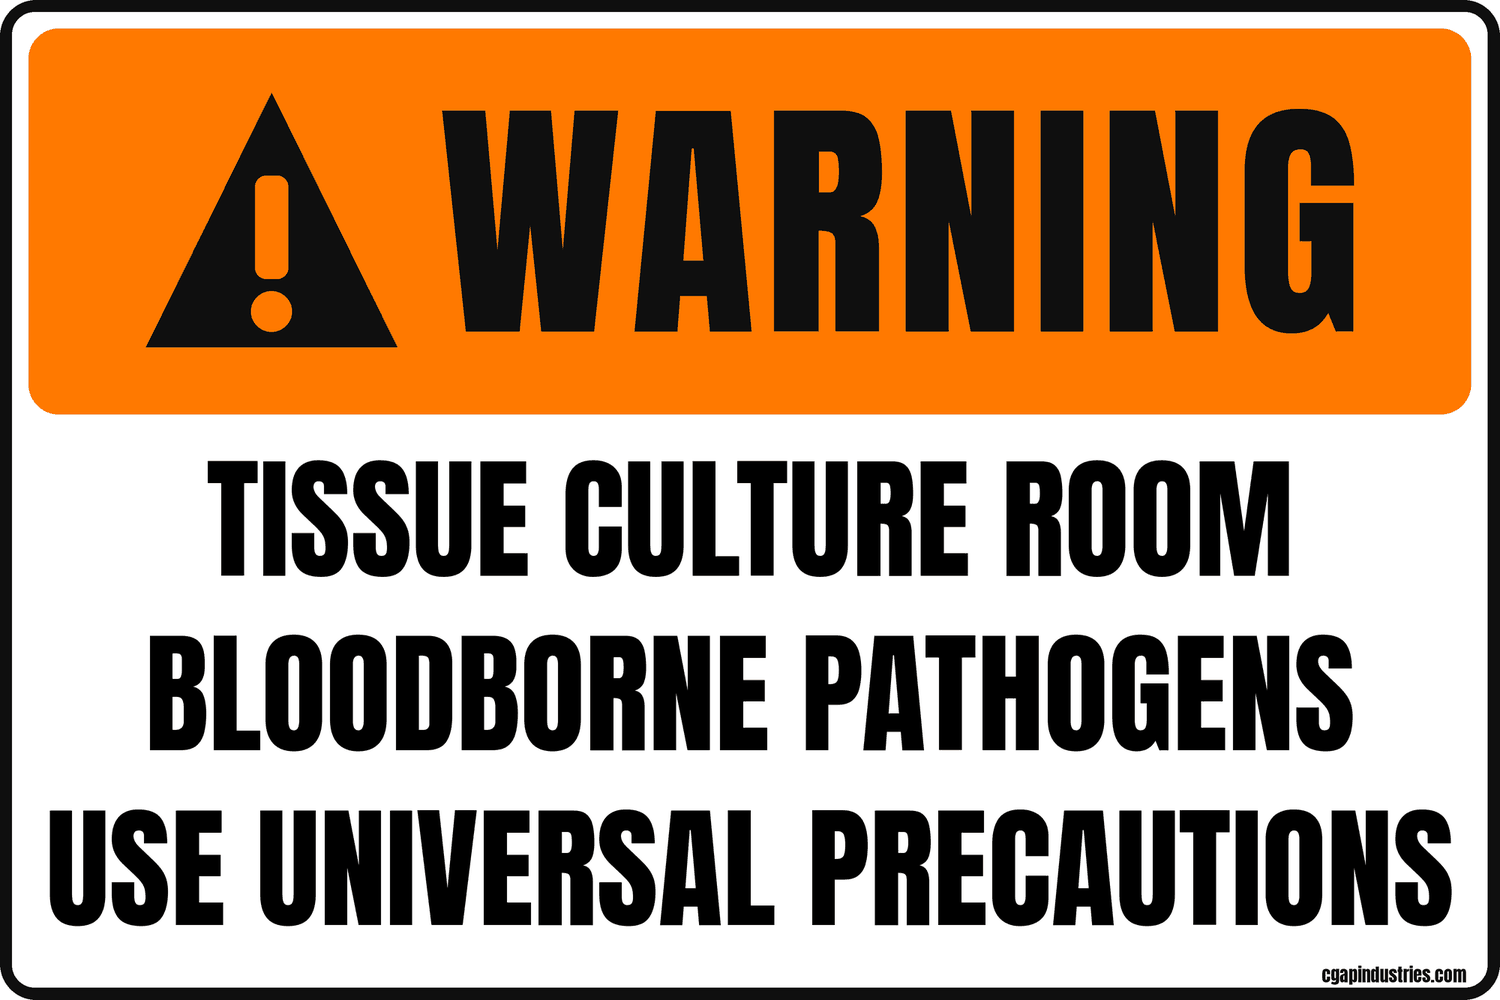 WARNING
TISSUE CULTURE ROOM
BLOODBORNE PATHOGENS
USE UNIVERSAL PRECAUTIONS
cgapindustries.com